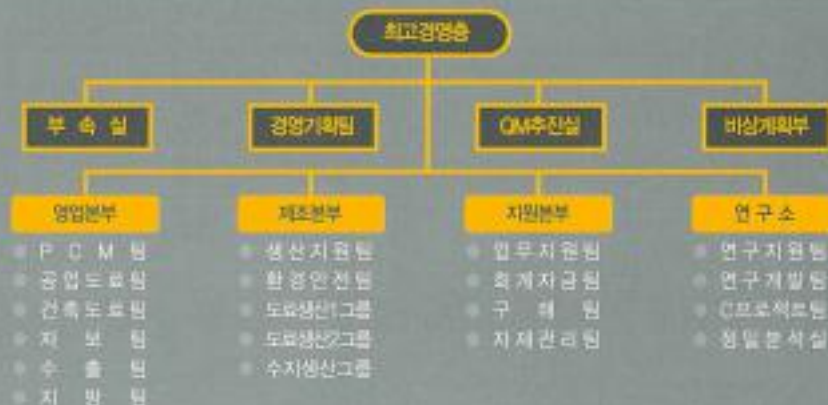 최고경영층
부 속 실
경영기획팀
QM추진실
비상계획부
영업본부
제조본부
지원본부
연 구 소
P C M 팀
공 업 도 료 팀
건 축 도 료 팀
자 보 팀
수 출 팀
지 방 팀
생 산 지 원 팀
환 경 안 전 팀
도료생산1그룹
도료생산2그룹
수지생산그룹
업 무 지 원 팀
회 계 자 금 팀
구 매 팀
자 재 관 리 팀
연 구 지 원 팀
연 구 개 발 팀
C프로젝트팀
정 밀 분 석 실